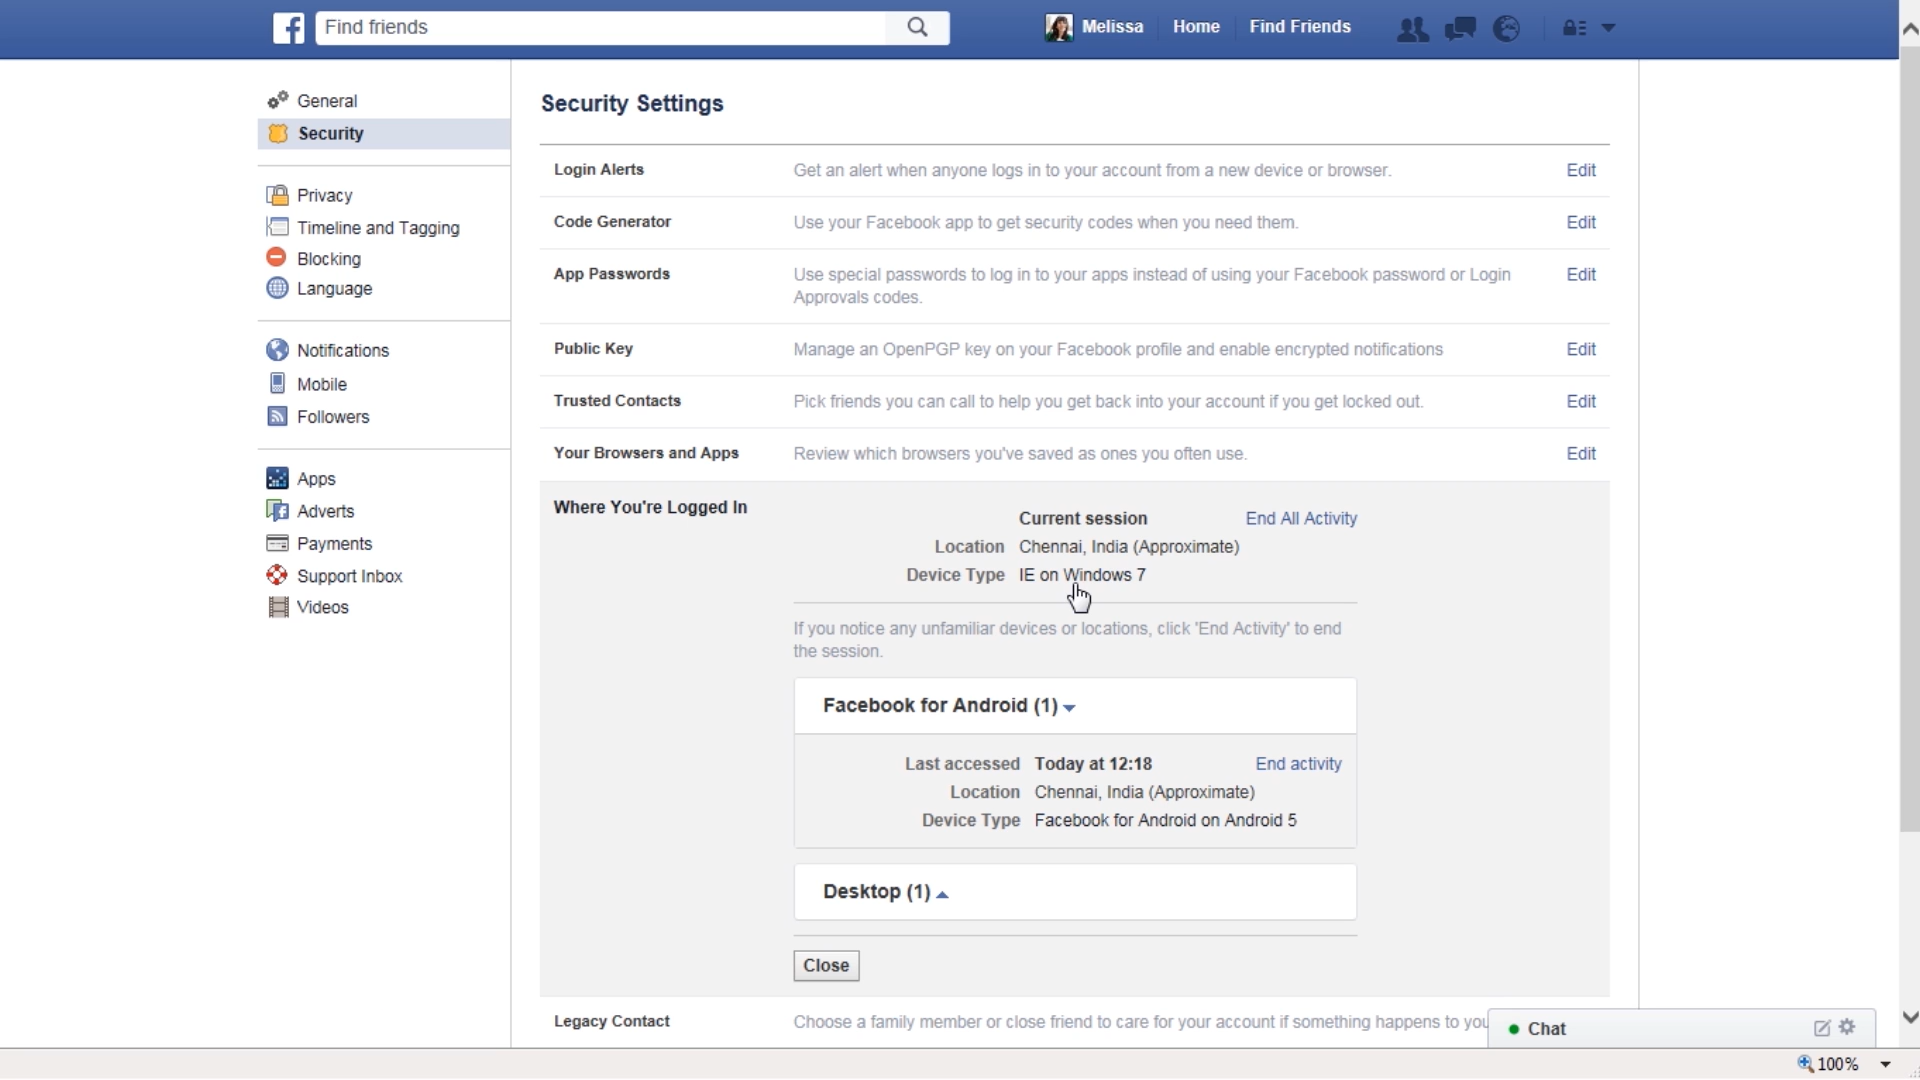 Find friends
Melissa Home Find Friends
General
Security
Privacy
Timeline and Tagging
Blocking
Language
Notifications
Mobile
Followers
Apps
Adverts
Payments
Support Inbox
Videos
Security Settings
Login Alerts Get an alert when anyone logs in to your account from a new device or browser. Edit
Code Generator Use your Facebook app to get security codes when you need them. Edit
App Passwords Use special passwords to log in to your apps instead of using your Facebook password or Login Edit
Approvals codes.
Public Key Manage an OpenPGP key on your Facebook profile and enable encrypted notifications Edit
Trusted Contacts Pick friends you can call to help you get back into your account if you get locked out. Edit
Your Browsers and Apps Review which browsers you've saved as ones you often use. Edit
Where You're Logged In
Current session End All Activity
Location Chennai, India (Approximate)
Device Type IE on Windows 7
If you notice any unfamiliar devices or locations, click 'End Activity' to end
the session.
Facebook for Android (1)
Last accessed Today at 12:18 End activity
Location Chennai, India (Approximate)
Device Type Facebook for Android on Android 5
Desktop (1)
Close
Legacy Contact Choose a family member or close friend to care for your account if something happens to you
Chat
100%